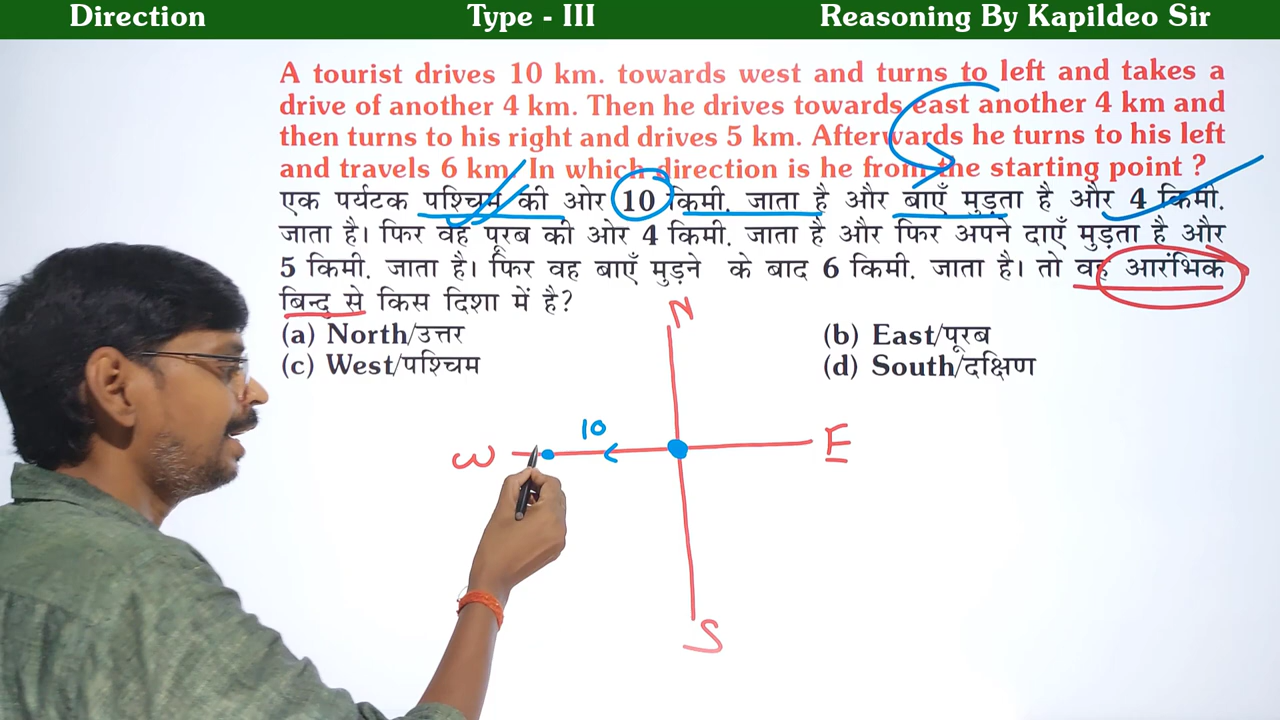 Direction Type - III Reasoning By Kapildeo Sir
A tourist drives 10 km. towards west and turns to left and takes a
drive of another 4 km. Then he drives towards east another 4 km and
then turns to his right and drives 5 km. Afterwards he turns to his left
and travels 6 km. In which direction is he from the starting point ?
एक पर्यटक पश्चिम की ओर 10 किमी. जाता है और बाएँ मुड़ता है और 4 किमी.
जाता है। फिर वह पूरब की ओर 4 किमी. जाता है और फिर अपने दाएँ मुड़ता है और
5 किमी. जाता है। फिर वह बाएँ मुड़ने के बाद 6 किमी. जाता है। तो वह आरंभिक
बिन्दु से किस दिशा में है?
(a) North/उत्तर (b) East/पूरब
(c) West/पश्चिम (d) South/दक्षिण
N
10
W E
S